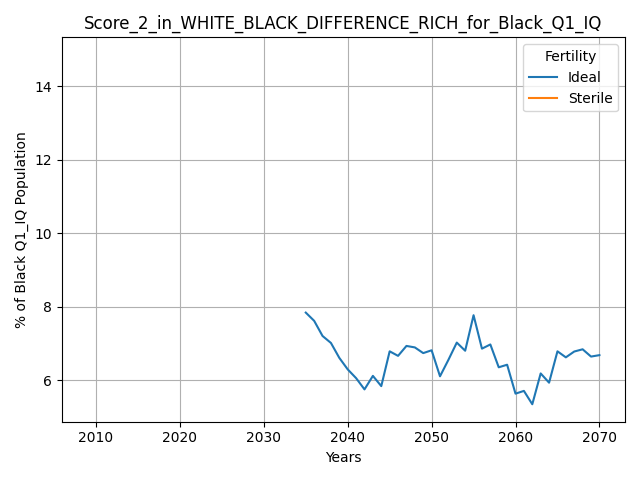 Score_2_in_WHITE_BLACK_DIFFERENCE_RICH_for_Black_Q1_IQ
Fertility
Ideal
Sterile
% of Black Q1_IQ Population
14
12
10
8
6
2010 2020 2030 2040 2050 2060 2070
Years